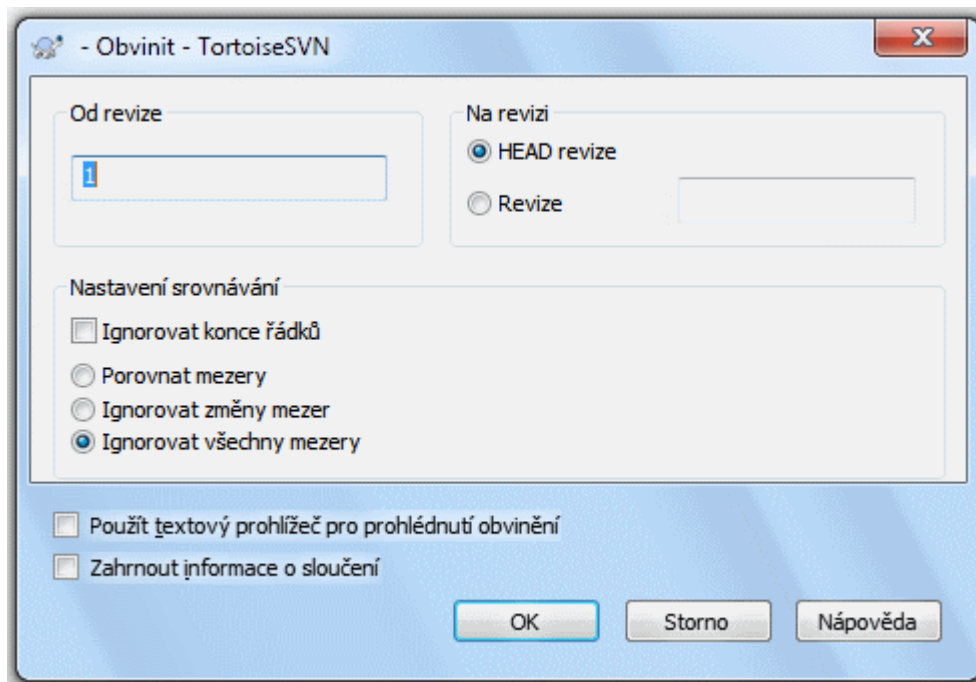 - Obvinit - TortoiseSVN
Od revize
1
Na revizi
HEAD revize
Revize
Nastavení srovnávání
Ignorovat konce řádků
Porovnat mezery
Ignorovat změny mezer
Ignorovat všechny mezery
Použít textový prohlížeč pro prohlédnutí obvinění
Zahrnout informace o sloučení
OK
Storno
Nápověda